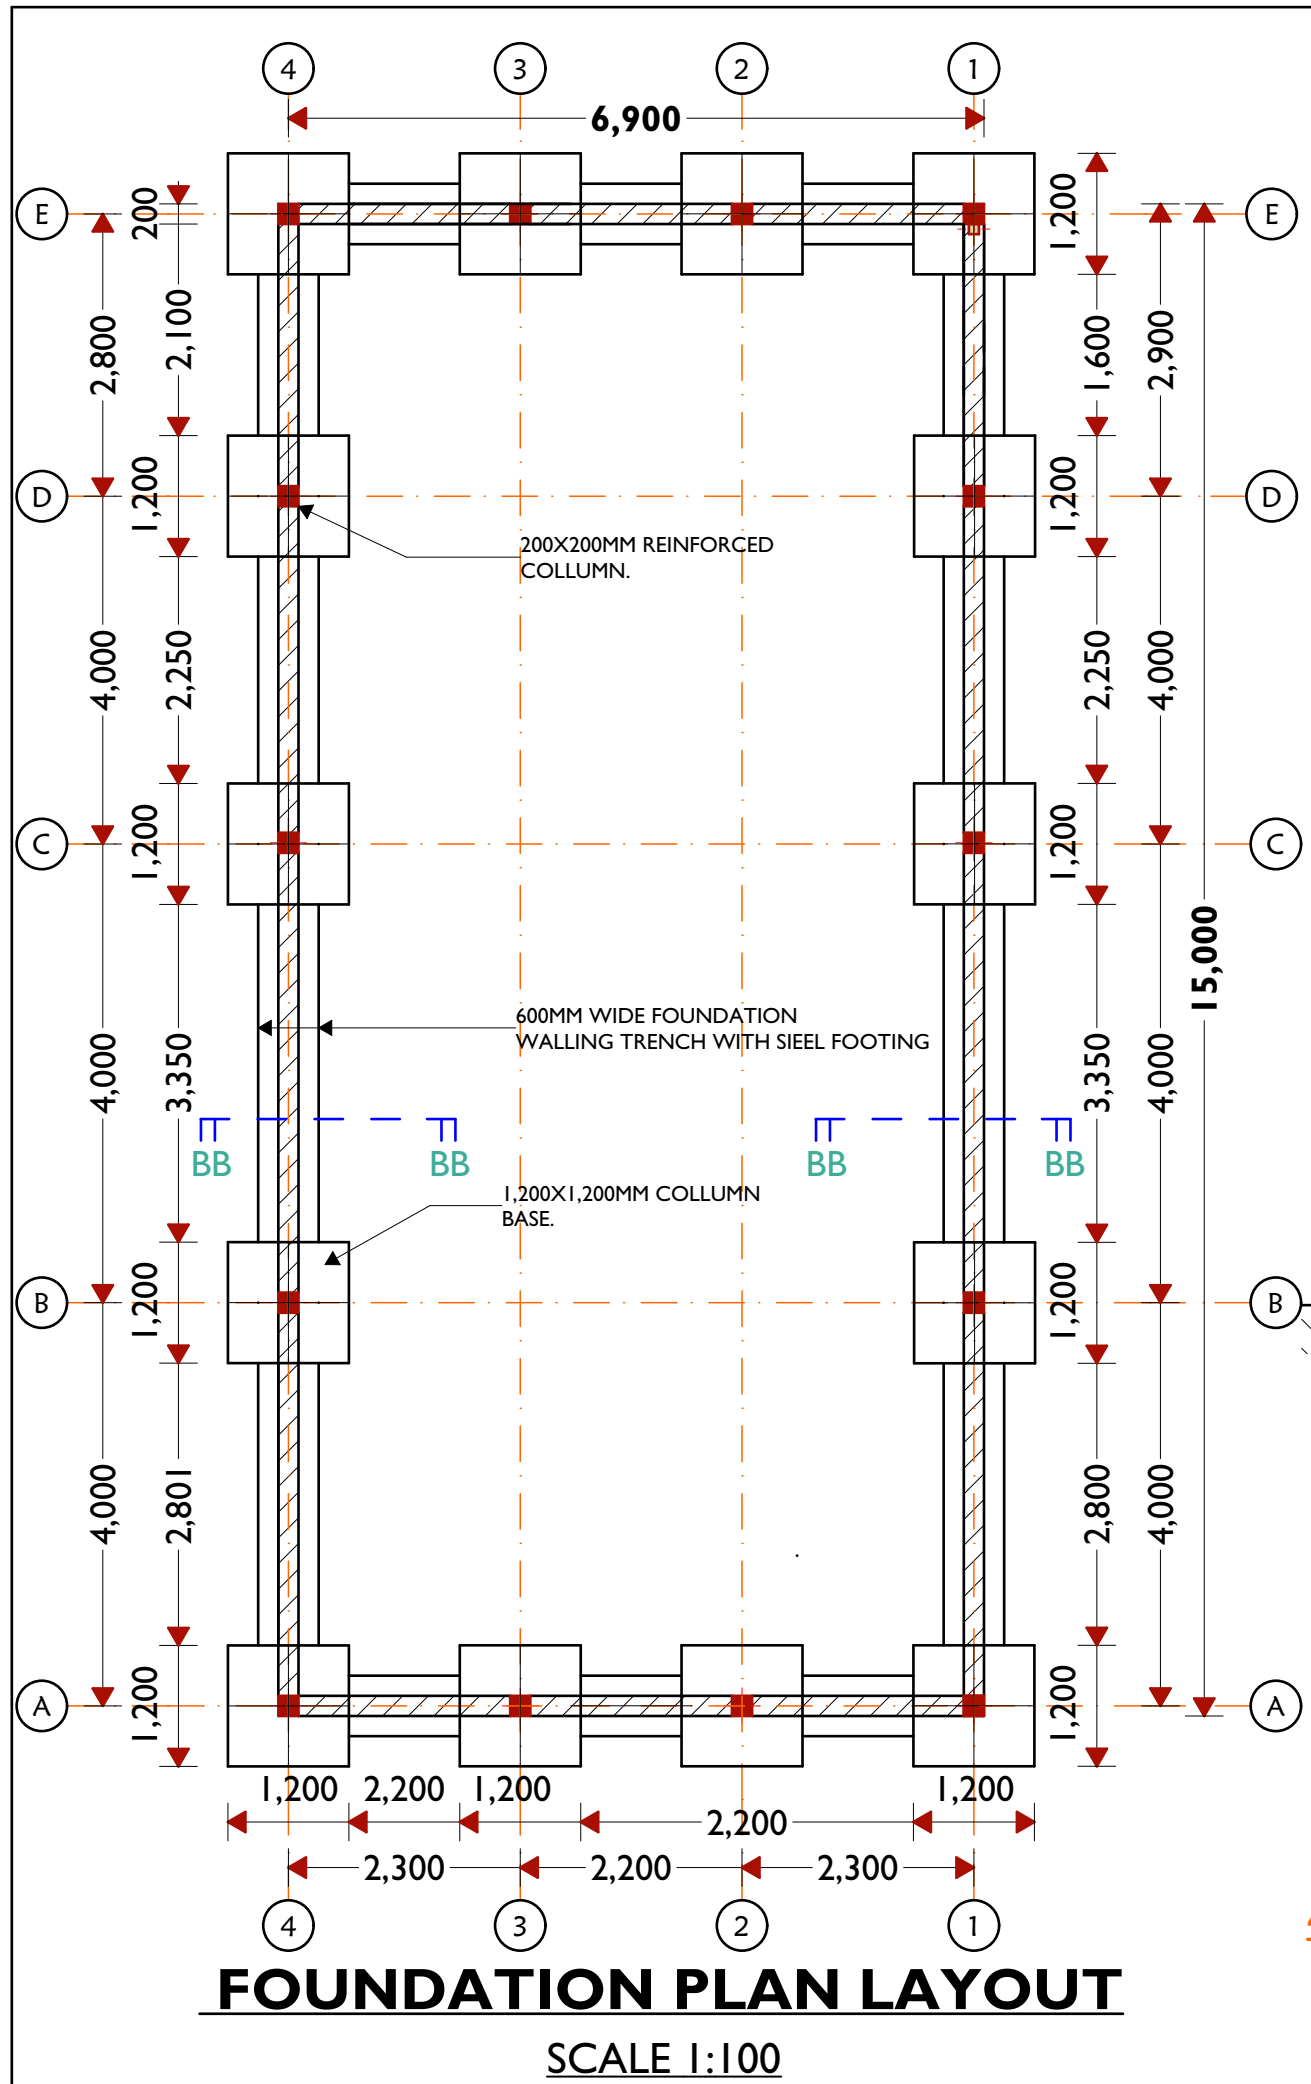 4 3 2 1
6,900
E 200 1,200 E
2,800 2,100 1,600 2,900
D 1,200 1,200 D
200X200MM REINFORCED
COLLUMN.
4,000 2,250 2,250 4,000
C 1,200 1,200 C
15,000
600MM WIDE FOUNDATION
WALLING TRENCH WITH SIEEL FOOTING
4,000 3,350 3,350 4,000
BB BB BB BB
1,200X1,200MM COLLUMN
BASE.
B 1,200 1,200 B
4,000 2,801 2,800 4,000
A 1,200 1,200 A
1,200 2,200 1,200 1,200
2,200
2,300 2,200 2,300
4 3 2 1
FOUNDATION PLAN LAYOUT
SCALE 1:100